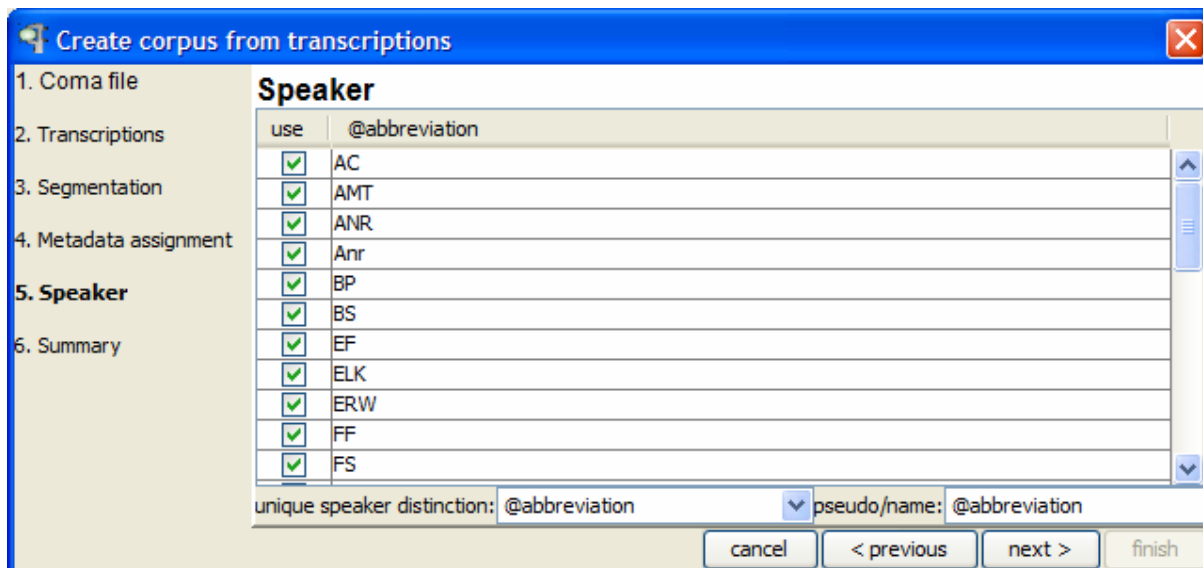 Create corpus from transcriptions
1. Coma file
2. Transcriptions
3. Segmentation
4. Metadata assignment
5. Speaker
6. Summary
Speaker
use @abbreviation
AC
AMT
ANR
Anr
BP
BS
EF
ELK
ERW
FF
FS
unique speaker distinction: @abbreviation pseudo/name: @abbreviation
cancel < previous next > finish